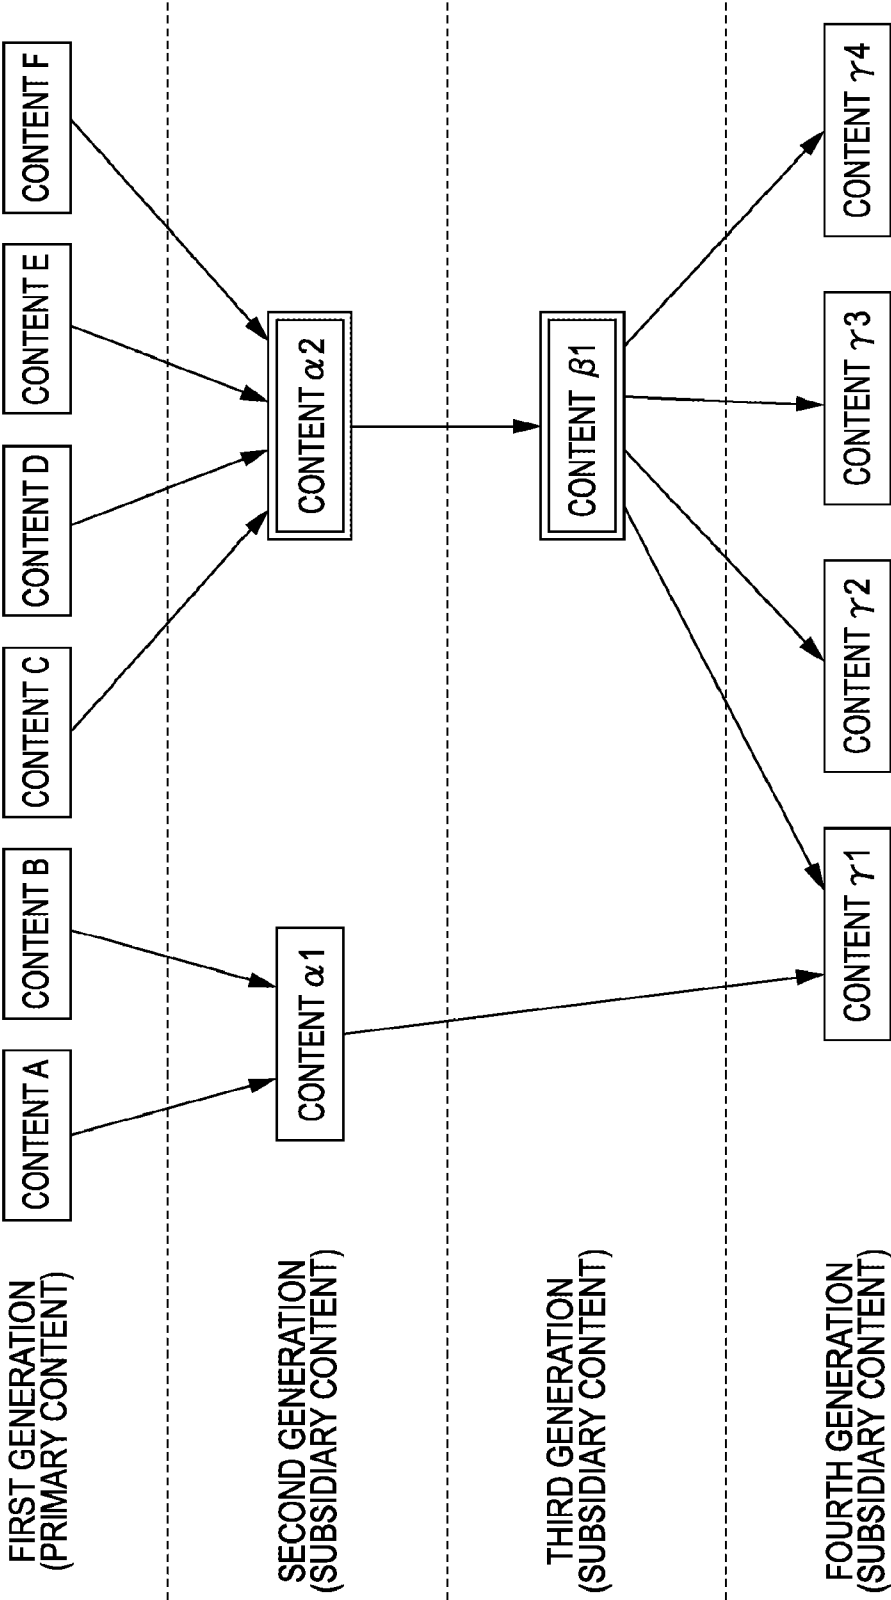 FIRST GENERATION
(PRIMARY CONTENT)
CONTENT A
CONTENT B
CONTENT C
CONTENT D
CONTENT E
CONTENT F
SECOND GENERATION
(SUBSIDIARY CONTENT)
CONTENT α1
CONTENT α2
THIRD GENERATION
(SUBSIDIARY CONTENT)
CONTENT β1
FOURTH GENERATION
(SUBSIDIARY CONTENT)
CONTENT γ1
CONTENT γ2
CONTENT γ3
CONTENT γ4